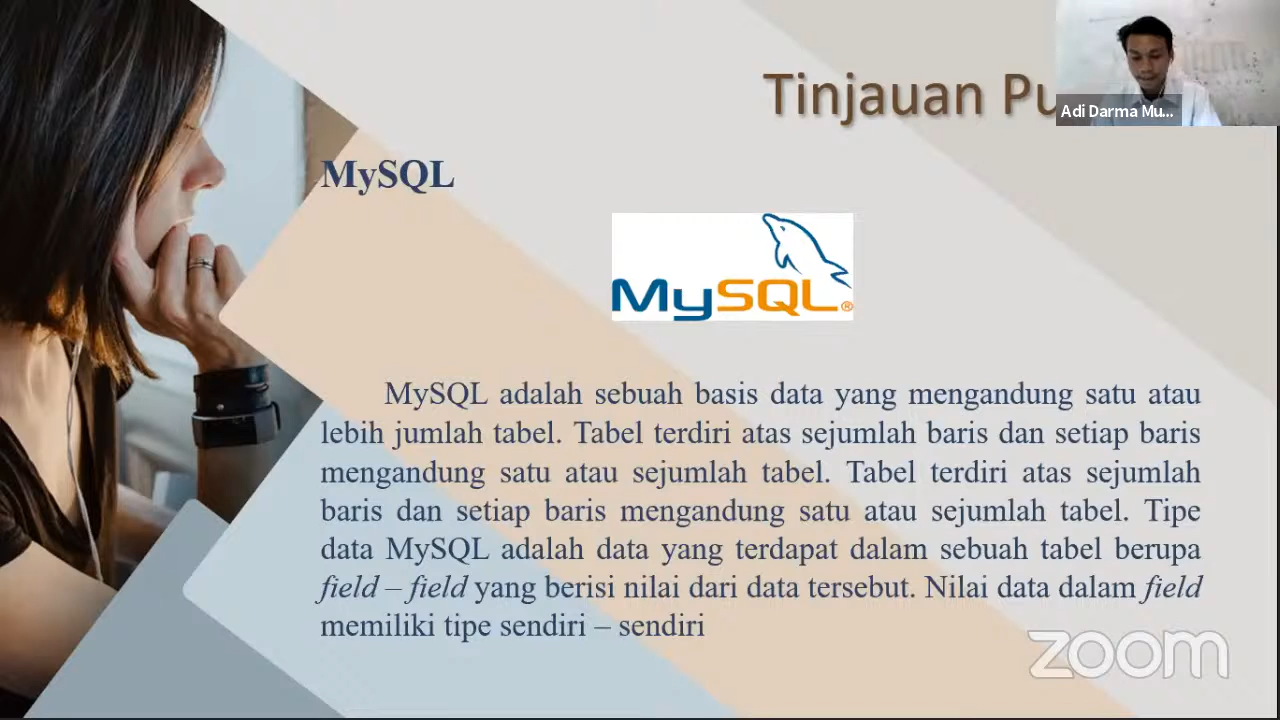 Tinjauan Pu
Adi Darma Mu...
MySQL
MySQL®
MySQL adalah sebuah basis data yang mengandung satu atau
lebih jumlah tabel. Tabel terdiri atas sejumlah baris dan setiap baris
mengandung satu atau sejumlah tabel. Tabel terdiri atas sejumlah
baris dan setiap baris mengandung satu atau sejumlah tabel. Tipe
data MySQL adalah data yang terdapat dalam sebuah tabel berupa
field – field yang berisi nilai dari data tersebut. Nilai data dalam field
memiliki tipe sendiri – sendiri
zoom